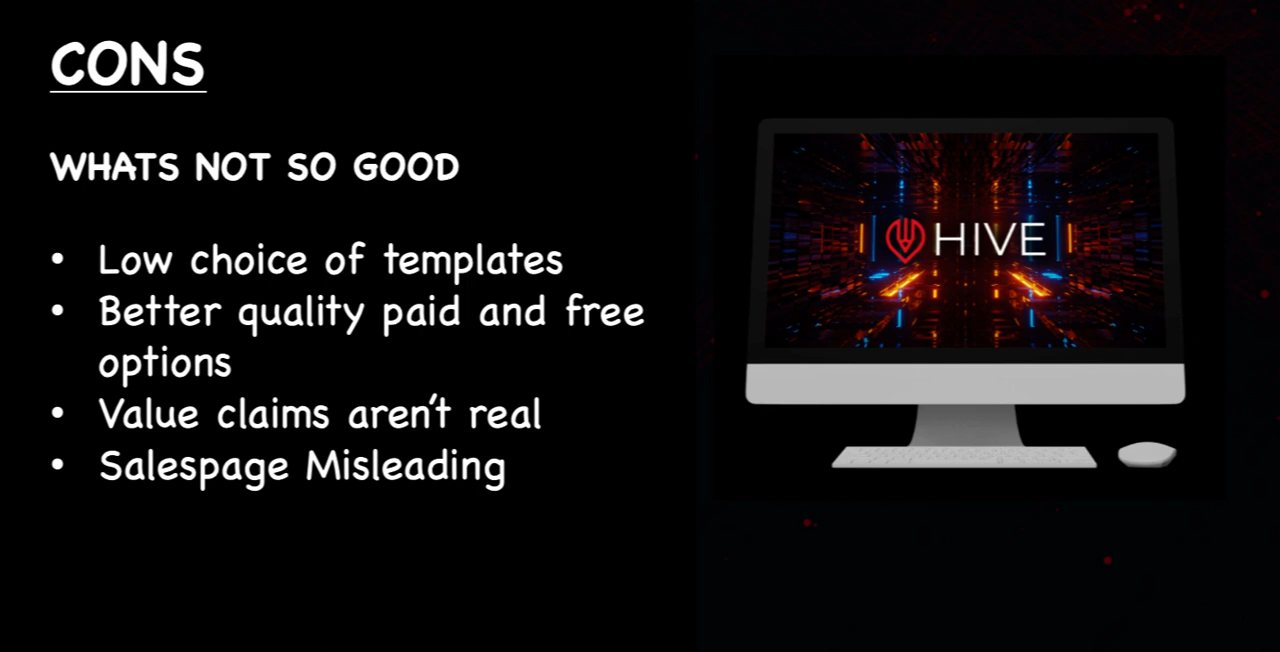 CONS
WHATS NOT SO GOOD
• Low choice of templates
• Better quality paid and free
options
• Value claims aren't real
• Salespage Misleading
HIVE